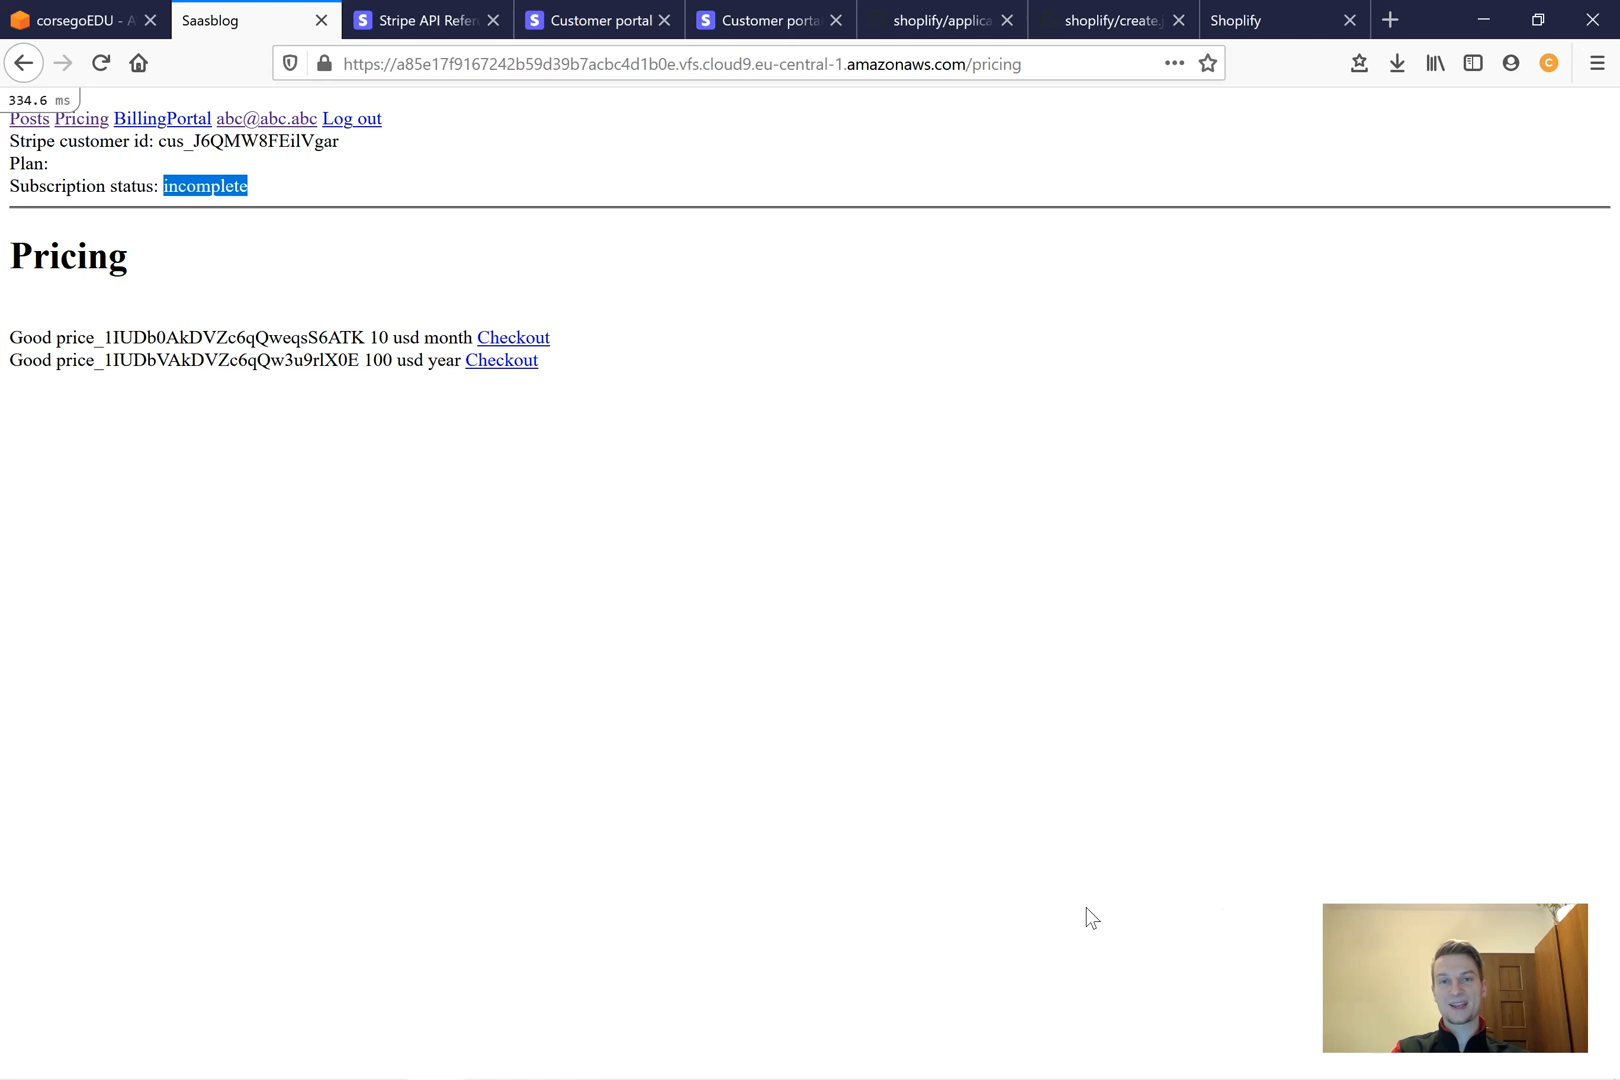 corsegoEDU - A
Saasblog
Stripe API Refere
Customer portal
Customer porta
shoplify/applica
shoplify/create.j
Shoplify
https://a85e17f9167242b59d39b7acbc4d1b0e.vfs.cloud9.eu-central-1.amazonaws.com/pricing
C
334.6 ms
Posts Pricing BillingPortal abc@abc.abc Log out
Stripe customer id: cus_J6QMW8FEilVgar
Plan:
Subscription status: incomplete
Pricing
Good price_1IUDb0AkDVZc6qQweqsS6ATK 10 usd month Checkout
Good price_1IUDbVAkDVZc6qQw3u9rlX0E 100 usd year Checkout